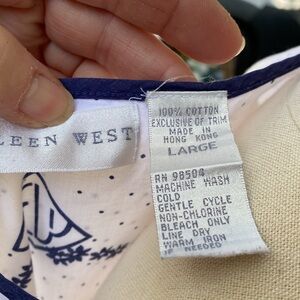 LEEN WEST
100% COTTON
EXCLUSIVE OF TRIM
MADE IN
HONG KONG
LARGE
RN 98504
MACHINE WASH
COLD
GENTLE CYCLE
NON-CHLORINE
BLEACH ONLY
LINE DRY
WARM IRON
IF NEEDED